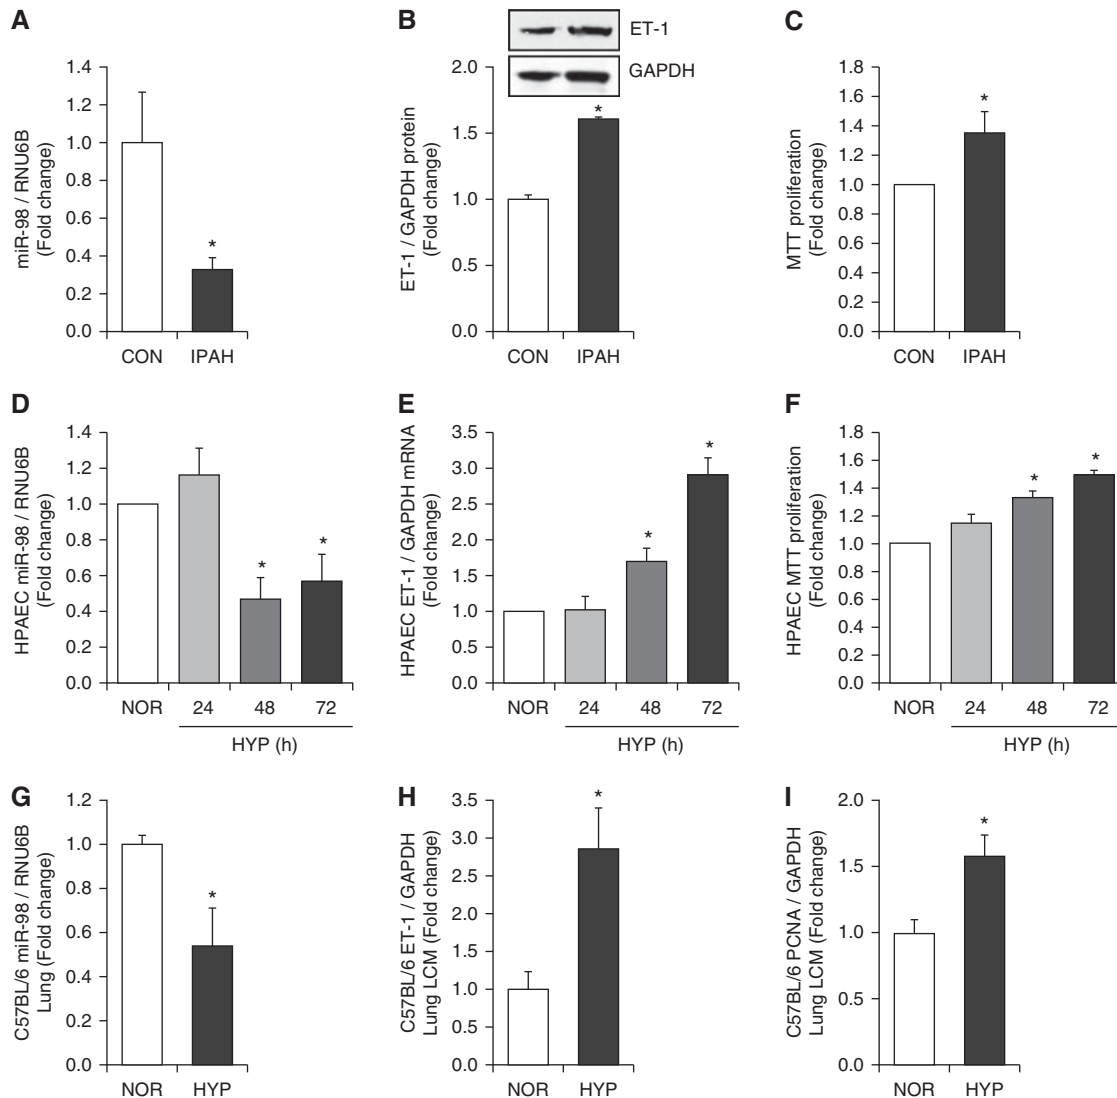 A
miR-98 / RNU6B
(Fold change)
1.4
1.2
1.0
0.8
0.6
0.4
0.2
0.0
*
CON
IPAH
B
ET-1
GAPDH
ET-1 / GAPDH protein
(Fold change)
2.0
1.5
1.0
0.5
0.0
*
CON
IPAH
C
MTT proliferation
(Fold change)
1.8
1.6
1.4
1.2
1.0
0.8
0.6
0.4
0.2
0.0
*
CON
IPAH
D
HPAEC miR-98 / RNU6B
(Fold change)
1.4
1.2
1.0
0.8
0.6
0.4
0.2
0.0
*
*
NOR
24
48
72
HYP (h)
E
HPAEC ET-1 / GAPDH mRNA
(Fold change)
3.5
3.0
2.5
2.0
1.5
1.0
0.5
0.0
*
*
NOR
24
48
72
HYP (h)
F
HPAEC MTT proliferation
(Fold change)
1.8
1.6
1.4
1.2
1.0
0.8
0.6
0.4
0.2
0.0
*
*
NOR
24
48
72
HYP (h)
G
C57BL/6 miR-98 / RNU6B
Lung (Fold change)
1.2
1.0
0.8
0.6
0.4
0.2
0.0
*
NOR
HYP
H
C57BL/6 ET-1 / GAPDH
Lung LCM (Fold change)
3.5
3.0
2.5
2.0
1.5
1.0
0.5
0.0
*
NOR
HYP
I
C57BL/6 PCNA / GAPDH
Lung LCM (Fold change)
2.0
1.5
1.0
0.5
0.0
*
NOR
HYP